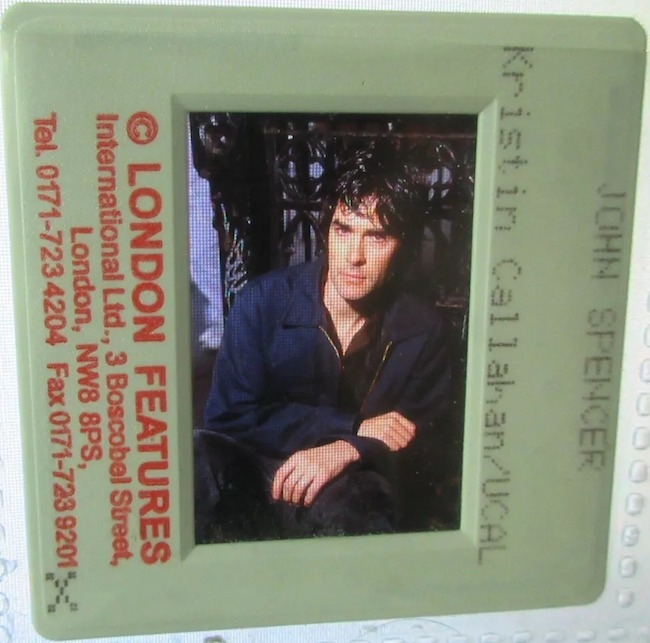 JOHN SPENCER
Kristin Callahan/UCAL
© LONDON FEATURES
International Ltd., 3 Boscobel Street,
London, NW8 8PS,
Tel. 0171-723 4204 Fax 0171-723 9201